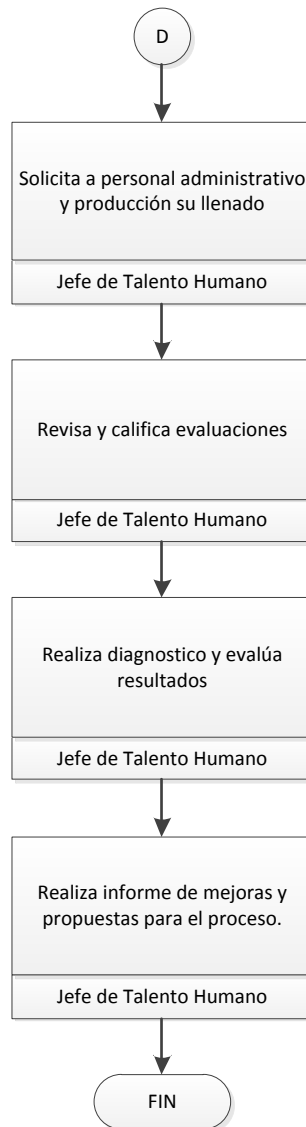 D
Solicita a personal administrativo
y producción su llenado
Jefe de Talento Humano
Revisa y califica evaluaciones
Jefe de Talento Humano
Realiza diagnostico y evalúa
resultados
Jefe de Talento Humano
Realiza informe de mejoras y
propuestas para el proceso.
Jefe de Talento Humano
FIN